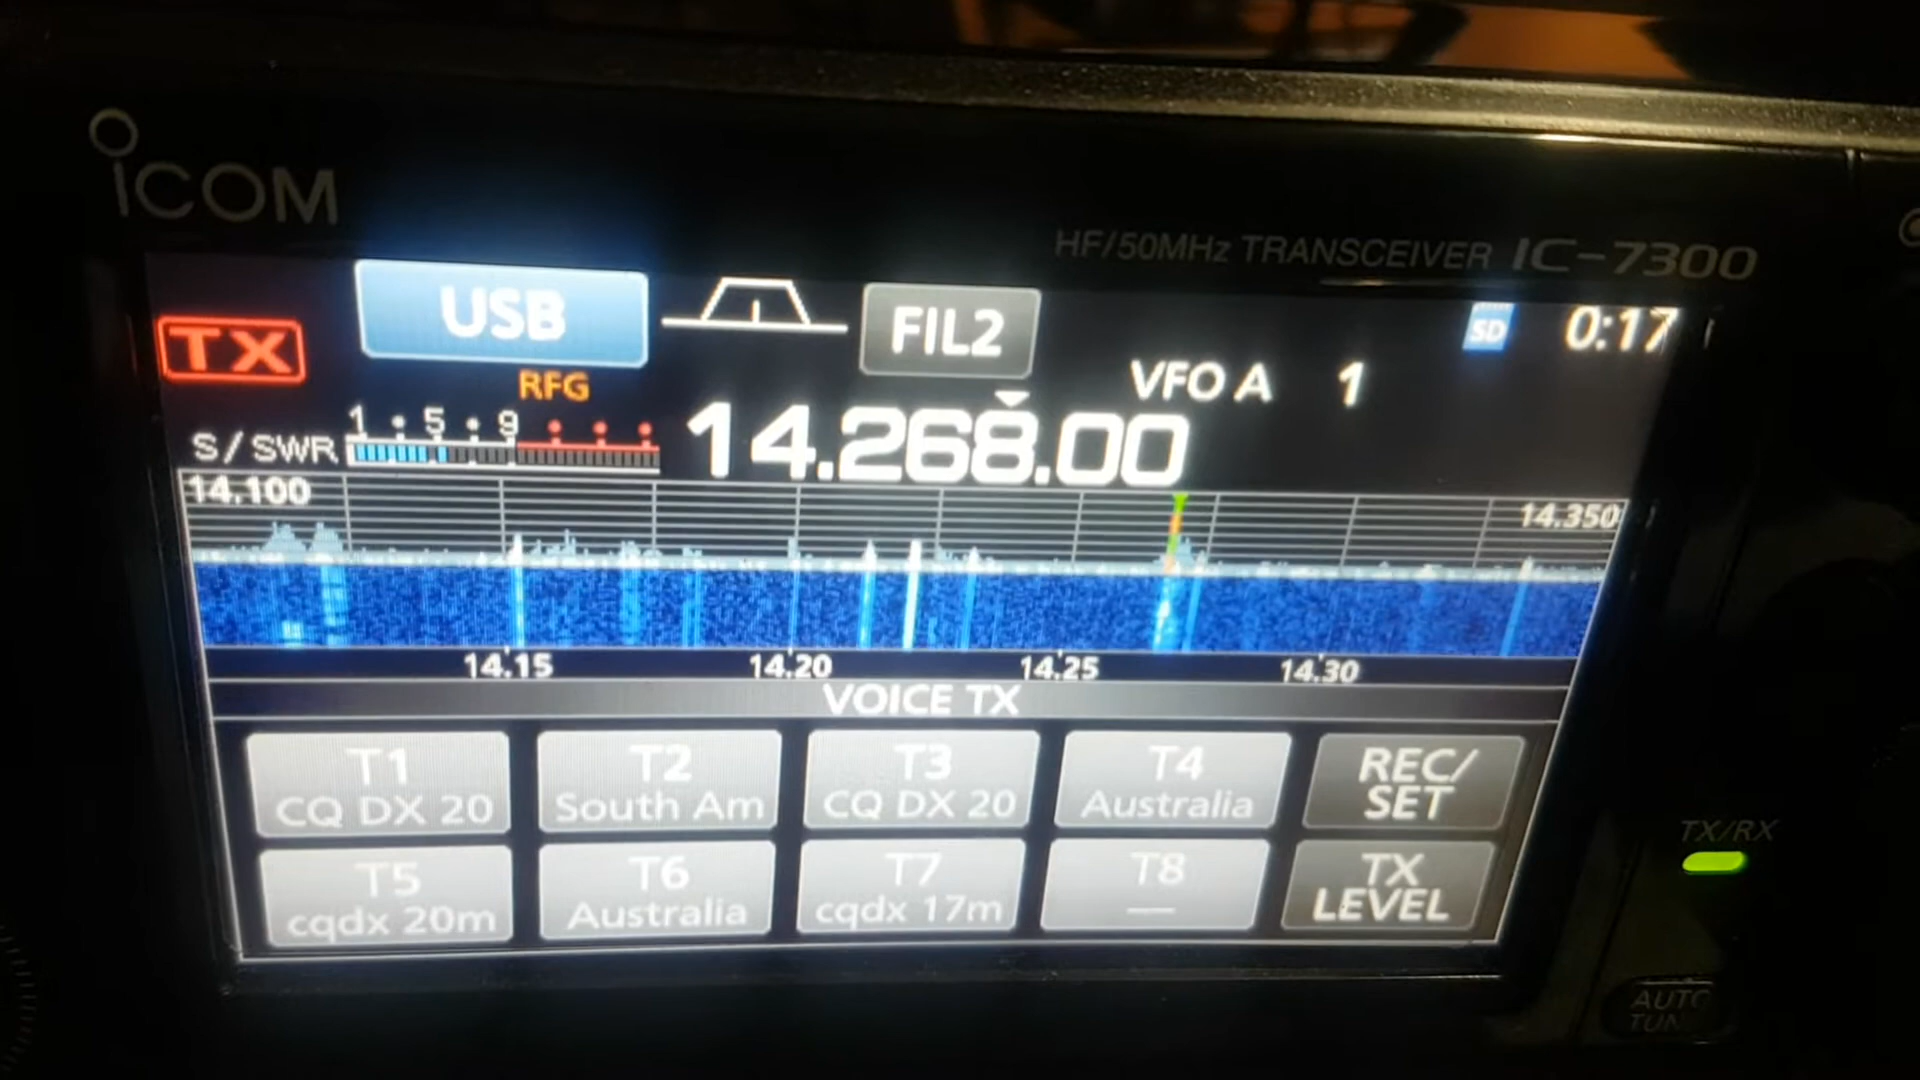 ICOM
HF/50MHz TRANSCEIVER IC-7300
TX
USB
FIL2
SD
0:17
RFG
VFO A 1
S/SWR
1 5 9
14.268.00
14.100
14.350
14.15 14.20 14.25 14.30
VOICE TX
T1
CQ DX 20
T2
South Am
T3
CQ DX 20
T4
Australia
REC/
SET
T5
cqdx 20m
T6
Australia
T7
cqdx 17m
T8
TX
LEVEL
TX/RX
AUTO
TUN